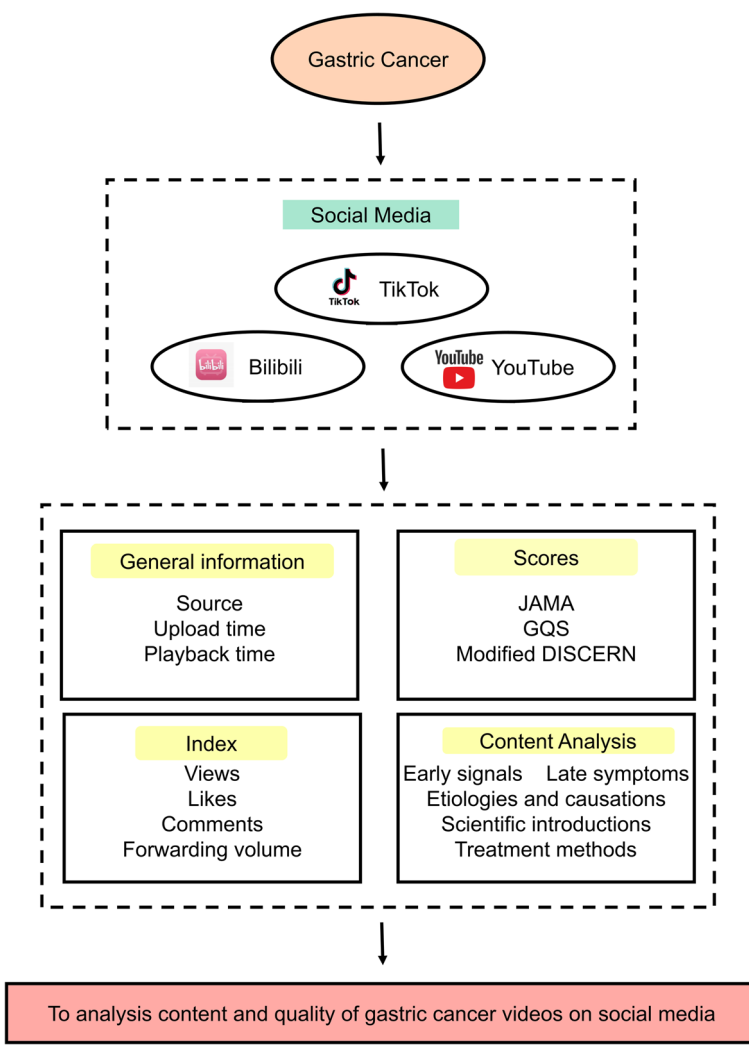 Gastric Cancer
Social Media
TikTok
TikTok
bilibili
Bilibili
YouTube
YouTube
General information
Source
Upload time
Playback time
Scores
JAMA
GQS
Modified DISCERN
Index
Views
Likes
Comments
Forwarding volume
Content Analysis
Early signals Late symptoms
Etiologies and causations
Scientific introductions
Treatment methods
To analysis content and quality of gastric cancer videos on social media